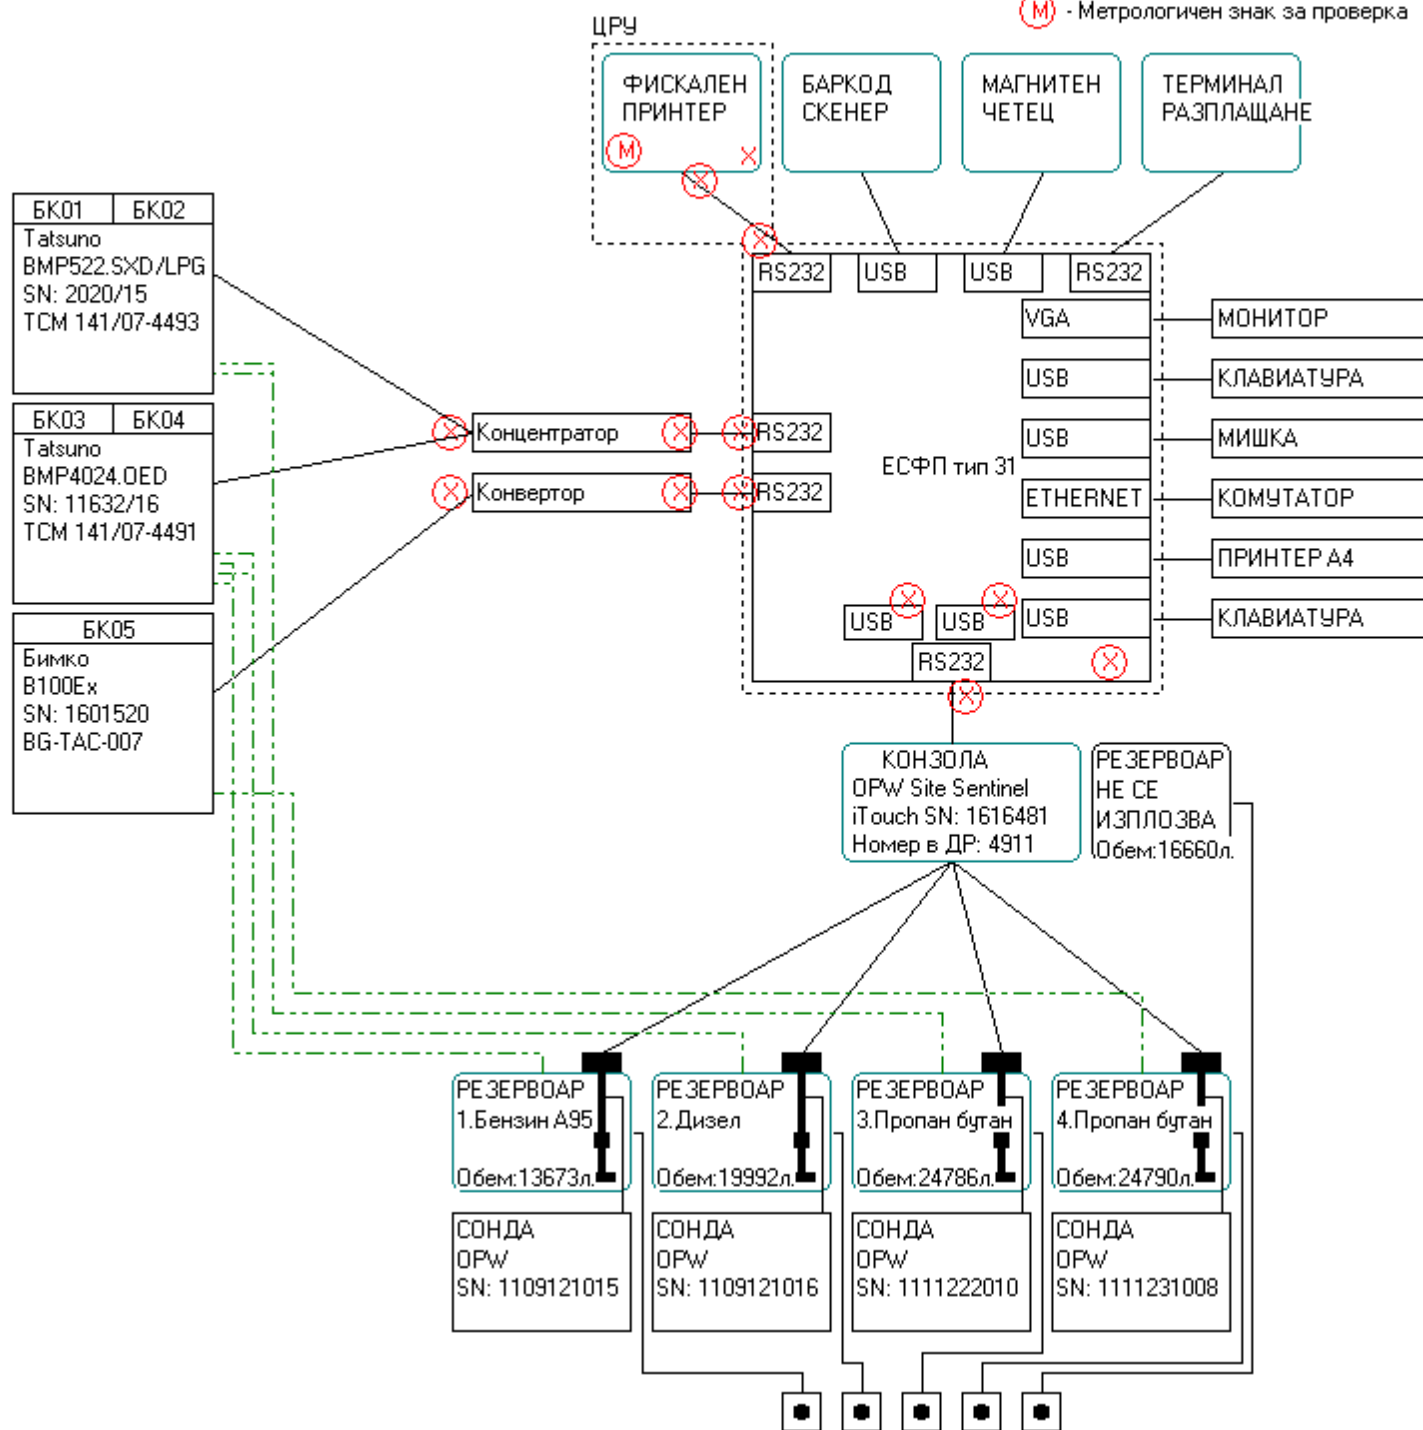 М - Метрологичен знак за проверка
ЦРУ
ФИСКАЛЕН
ПРИНТЕР
М
X
X
X
БАРКОД
СКЕНЕР
МАГНИТЕН
ЧЕТЕЦ
ТЕРМИНАЛ
РАЗПЛАЩАНЕ
БК01
БК02
Tatsuno
BMP522.SXD/LPG
SN: 2020/15
TCM 141/07-4493
БК03
БК04
Tatsuno
BMP4024.OED
SN: 11632/16
TCM 141/07-4491
БК05
Бимко
B100Ex
SN: 1601520
BG-TAC-007
X
Концентратор
X
X
X
Конвертор
X
X
RS232
USB
USB
RS232
RS232
RS232
ЕСФП тип 31
VGA
МОНИТОР
USB
КЛАВИАТУРА
USB
МИШКА
ETHERNET
КОМУТАТОР
USB
ПРИНТЕР А4
USB
КЛАВИАТУРА
X
X
USB
USB
RS232
X
X
КОНЗОЛА
OPW Site Sentinel
iTouch SN: 1616481
Номер в ДР: 4911
РЕЗЕРВОАР
НЕ СЕ
ИЗПЛОЗВА
Обем:16660л.
РЕЗЕРВОАР
1.Бензин А95
Обем:13673л.
РЕЗЕРВОАР
2.Дизел
Обем:19992л.
РЕЗЕРВОАР
3.Пропан бутан
Обем:24786л.
РЕЗЕРВОАР
4.Пропан бутан
Обем:24790л.
СОНДА
OPW
SN: 1109121015
СОНДА
OPW
SN: 1109121016
СОНДА
OPW
SN: 1111222010
СОНДА
OPW
SN: 1111231008